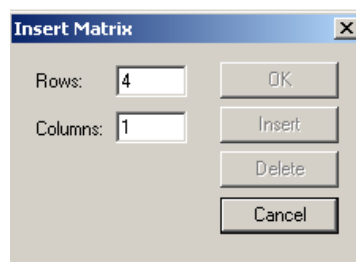 Insert Matrix
Rows: 4 OK
Columns: 1 Insert
Delete
Cancel